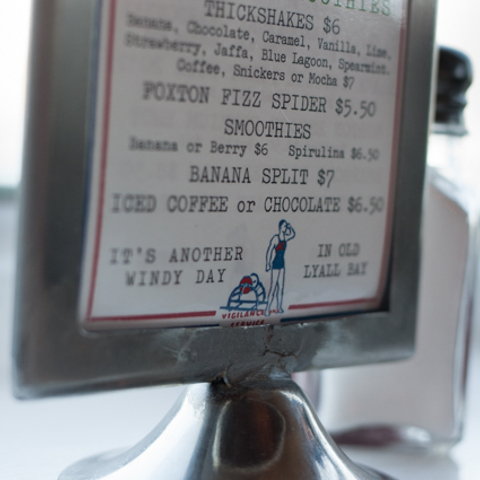 SMOOTHIES
THICKSHAKES $6
Banana, Chocolate, Caramel, Vanilla, Lime,
Strawberry, Jaffa, Blue Lagoon, Spearmint.
Coffee, Snickers or Mocha $7
FOXTON FIZZ SPIDER $5.50
SMOOTHIES
Banana or Berry $6 Spirulina $6.50
BANANA SPLIT $7
ICED COFFEE or CHOCOLATE $6.50
IT'S ANOTHER
WINDY DAY
IN OLD
LYALL BAY
VIGILANCE
SERVICE